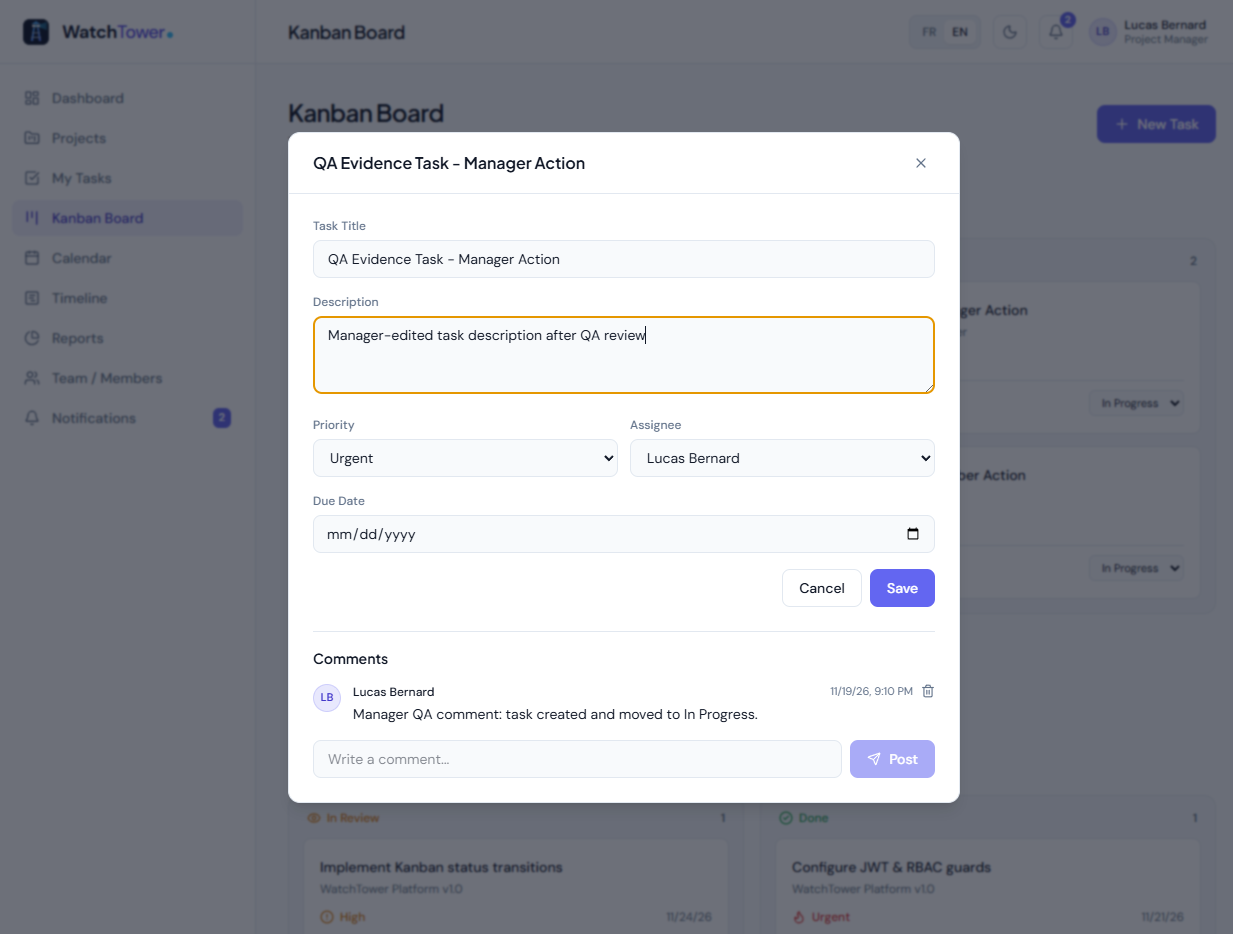 WatchTower
Kanban Board
FR EN
2
LB
Lucas Bernard
Project Manager
Dashboard
Projects
My Tasks
Kanban Board
Calendar
Timeline
Reports
Team / Members
Notifications
2
Kanban Board
New Task
QA Evidence Task - Manager Action
Task Title
QA Evidence Task - Manager Action
Description
Manager-edited task description after QA review
Priority
Assignee
Urgent
Lucas Bernard
Due Date
mm/dd/yyyy
Cancel
Save
Comments
LB
Lucas Bernard
11/19/26, 9:10 PM
Manager QA comment: task created and moved to In Progress.
Write a comment...
Post
2
Action
In Progress
Action
In Progress
In Review
1
Implement Kanban status transitions
WatchTower Platform v1.0
High
11/24/26
Done
1
Configure JWT & RBAC guards
WatchTower Platform v1.0
Urgent
11/21/26